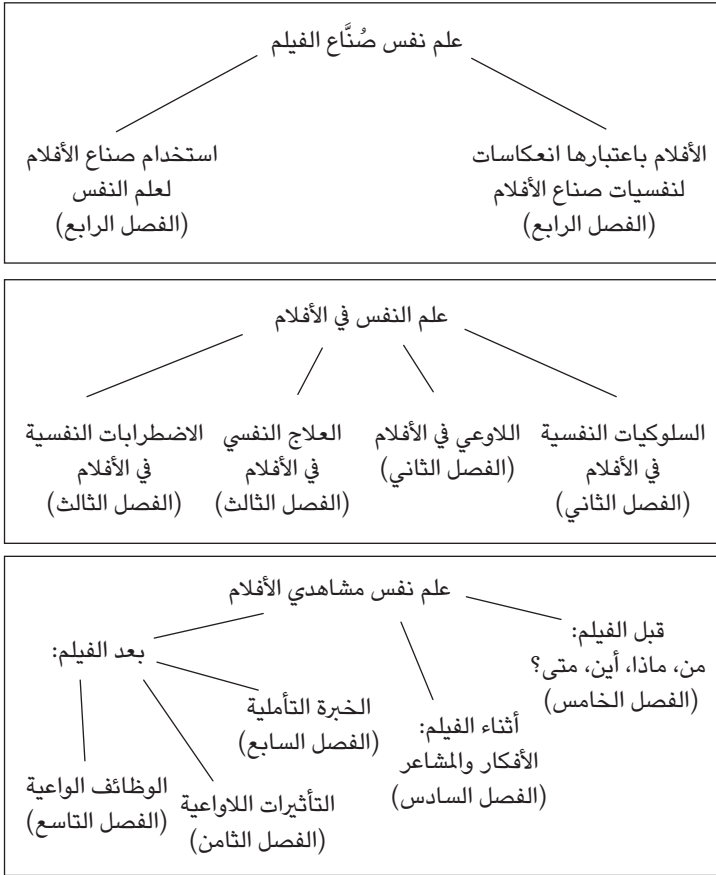 علم نفس صُنَّاع الفيلم
الأفلام باعتبارها انعكاسات
لنفسيات صناع الأفلام
(الفصل الرابع)
استخدام صناع الأفلام
لعلم النفس
(الفصل الرابع)
علم النفس في الأفلام
السلوكيات النفسية
في الأفلام
(الفصل الثاني)
اللاوعي في الأفلام
(الفصل الثاني)
العلاج النفسي
في الأفلام
(الفصل الثالث)
الاضطرابات النفسية
في الأفلام
(الفصل الثالث)
علم نفس مشاهدي الأفلام
قبل الفيلم:
من، ماذا، أين، متى؟
(الفصل الخامس)
أثناء الفيلم:
الأفكار والمشاعر
(الفصل السادس)
بعد الفيلم:
الخبرة التأملية
(الفصل السابع)
التأثيرات اللاواعية
(الفصل الثامن)
الوظائف الواعية
(الفصل التاسع)